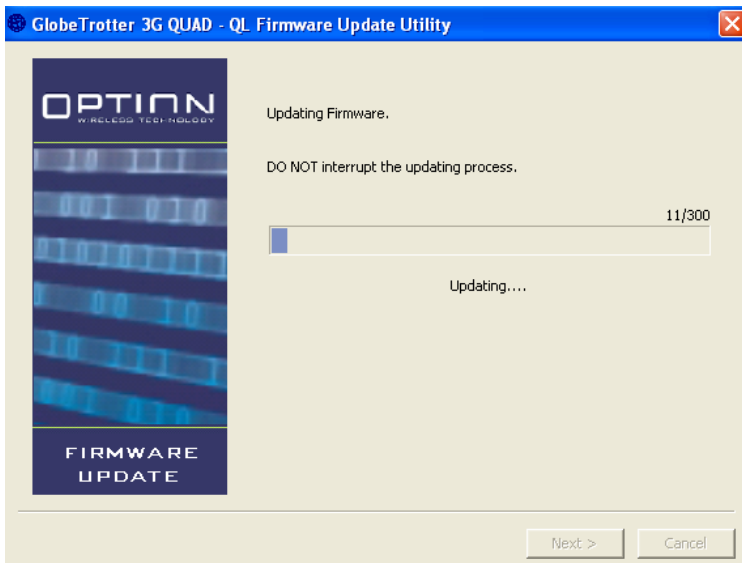 GlobeTrotter 3G QUAD - QL Firmware Update Utility
OPTION
WIRELESS TECHNOLOGY
Updating Firmware.
DO NOT interrupt the updating process.
11/300
Updating....
FIRMWARE
UPDATE
Next >
Cancel